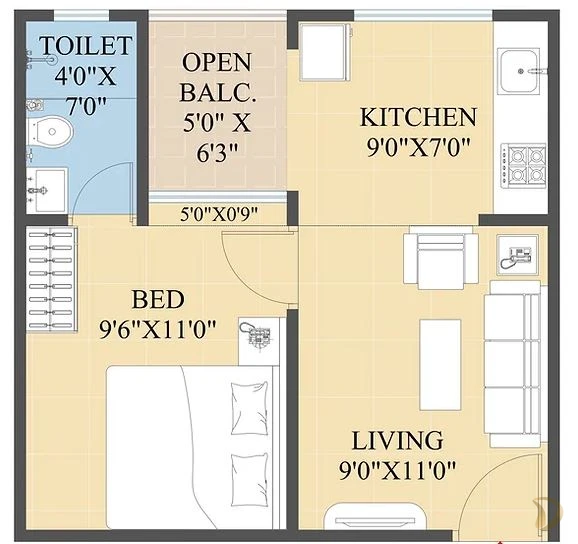 TOILET
4'0"X
7'0"
OPEN
BALC.
5'0" X
6'3"
KITCHEN
9'0"X7'0"
5'0"X0'9"
BED
9'6"X11'0"
LIVING
9'0"X11'0"